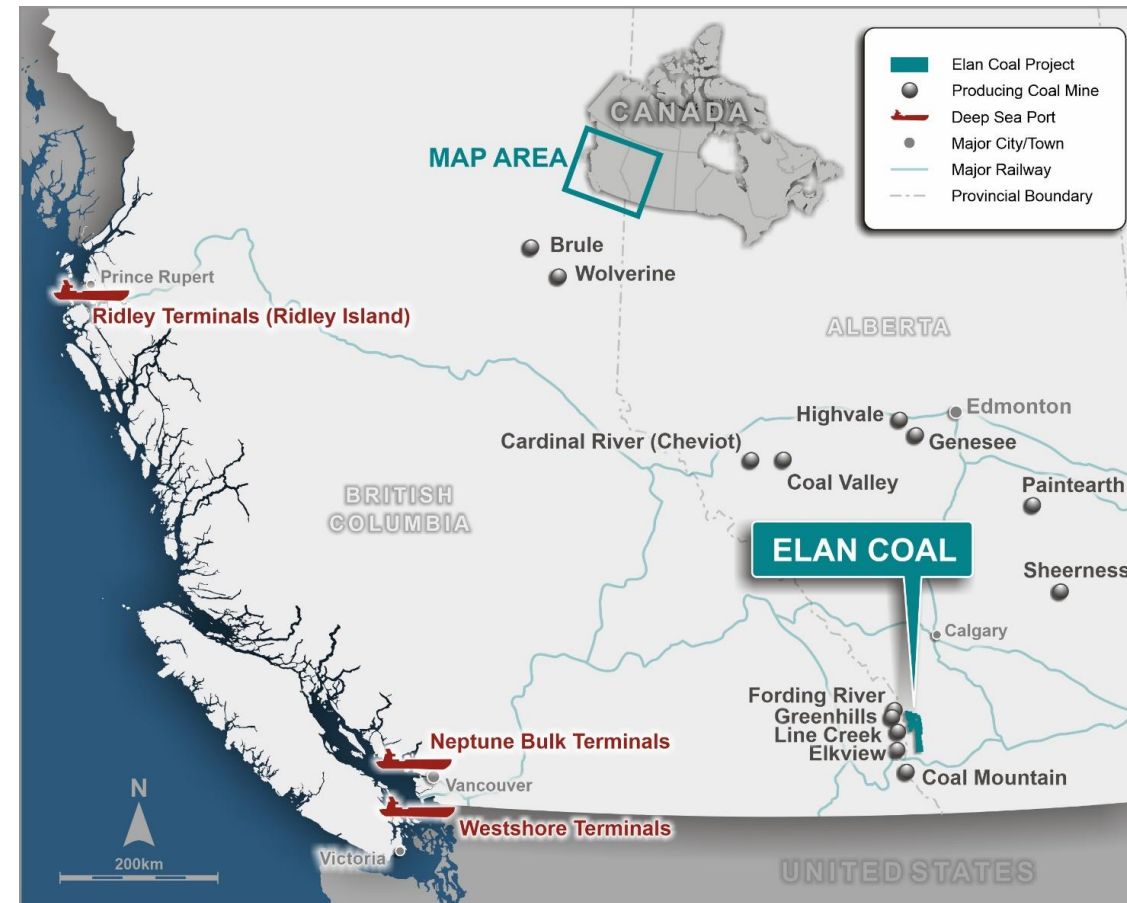 CANADA
MAP AREA
Elan Coal Project
Producing Coal Mine
Deep Sea Port
Major City/Town
Major Railway
Provincial Boundary
Brule
Wolverine
Prince Rupert
Ridley Terminals (Ridley Island)
ALBERTA
Highvale
Edmonton
Genesee
Cardinal River (Cheviot)
Coal Valley
Paintearth
BRITISH
COLUMBIA
ELAN COAL
Sheerness
Calgary
Fording River
Greenhills
Line Creek
Elkview
Coal Mountain
Neptune Bulk Terminals
Vancouver
Westshore Terminals
Victoria
N
200km
UNITED STATES